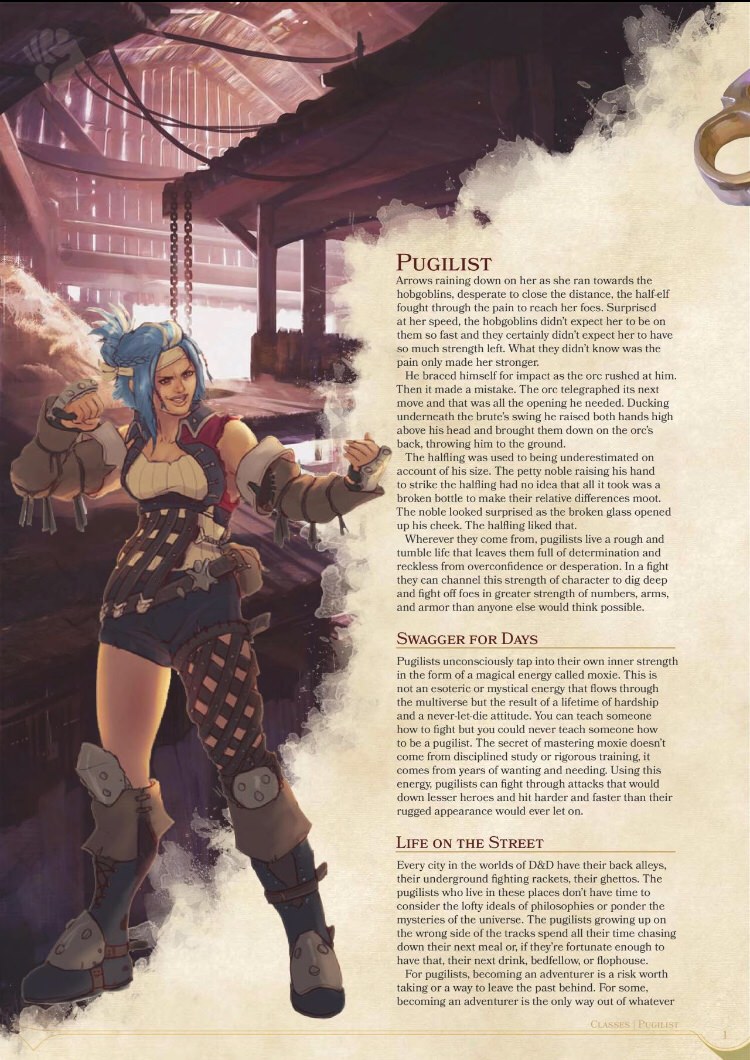 Pugilist
Arrows raining down on her as she ran towards the
hobgoblins, desperate to close the distance, the half-elf
fought through the pain to reach her foes. Surprised
at her speed, the hobgoblins didn't expect her to be on
them so fast and they certainly didn't expect her to have
so much strength left. What they didn't know was the
pain only made her stronger.
He braced himself for impact as the orc rushed at him.
Then it made a mistake. The orc telegraphed its next
move and that was all the opening he needed. Ducking
underneath the brute's swing he raised both hands high
above his head and brought them down on the orc's
back, throwing him to the ground.
The halfling was used to being underestimated on
account of his size. The petty noble raising his hand
to strike the halfling had no idea that all it took was a
broken bottle to make their relative differences moot.
The noble looked surprised as the broken glass opened
up his cheek. The halfling liked that.
Wherever they come from, pugilists live a rough and
tumble life that leaves them full of determination and
reckless from overconfidence or desperation. In a fight
they can channel this strength of character to dig deep
and fight off foes in greater strength of numbers, arms,
and armor than anyone else would think possible.
Swagger for Days
Pugilists unconsciously tap into their own inner strength
in the form of a magical energy called moxie. This is
not an esoteric or mystical energy that flows through
the multiverse but the result of a lifetime of hardship
and a never-let-die attitude. You can teach someone
how to fight but you could never teach someone how
to be a pugilist. The secret of mastering moxie doesn't
come from disciplined study or rigorous training, it
comes from years of wanting and needing. Using this
energy, pugilists can fight through attacks that would
down lesser heroes and hit harder and faster than their
rugged appearance would ever let on.
Life on the Street
Every city in the worlds of D&D have their back alleys,
their underground fighting rackets, their ghettos. The
pugilists who live in these places don't have time to
consider the lofty ideals of philosophies or ponder the
mysteries of the universe. The pugilists growing up on
the wrong side of the tracks spend all their time chasing
down their next meal or, if they're fortunate enough to
have that, their next drink, bedfellow, or flophouse.
For pugilists, becoming an adventurer is a risk worth
taking or a way to leave the past behind. For some,
becoming an adventurer is the only way out of whatever
Classes | Pugilist
1